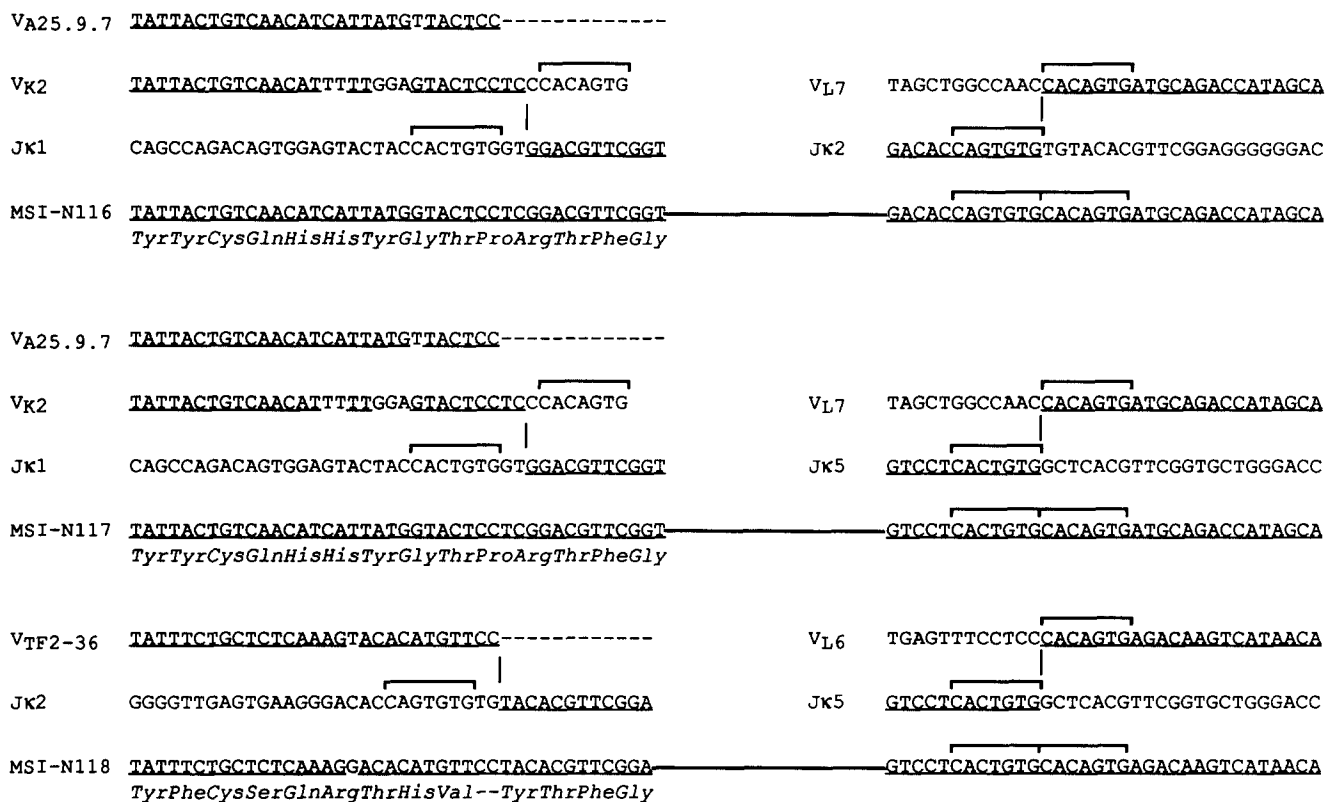 VA25.9.7 TATTACTGTCAACATCATTATGTTACTCC-------------
VK2 TATTACTGTCAACATTTTTGGAGTACTCCTCCCACAGTG VL7 TAGCTGGCCAACCACAGTGATGCAGACCATAGCA
Jκ1 CAGCCAGACAGTGGAGTACTACCACTGTGGTGGACGTTCGGT Jκ2 GACACCAGTGTGTGTACACGTTCGGAGGGGGGAC
MSI-N116 TATTACTGTCAACATCATTATGGTACTCCTCGGACGTTCGGT GACACCAGTGTGCACAGTGATGCAGACCATAGCA
TyrTyrCysGlnHisHisTyrGlyThrProArgThrPheGly
VA25.9.7 TATTACTGTCAACATCATTATGTTACTCC-------------
VK2 TATTACTGTCAACATTTTTGGAGTACTCCTCCCACAGTG VL7 TAGCTGGCCAACCACAGTGATGCAGACCATAGCA
Jκ1 CAGCCAGACAGTGGAGTACTACCACTGTGGTGGACGTTCGGT Jκ5 GTCCTCACTGTGGCTCACGTTCGGTGCTGGGACC
MSI-N117 TATTACTGTCAACATCATTATGGTACTCCTCGGACGTTCGGT GTCCTCACTGTGCACAGTGATGCAGACCATAGCA
TyrTyrCysGlnHisHisTyrGlyThrProArgThrPheGly
VTF2-36 TATTTCTGCTCTCAAAGTACACATGTTCC------------ VL6 TGAGTTTCCTCCCACAGTGAGACAAGTCATAACA
Jκ2 GGGGTTGAGTGAAGGGACACCAGTGTGTGTACACGTTCGGA Jκ5 GTCCTCACTGTGGCTCACGTTCGGTGCTGGGACC
MSI-N118 TATTTCTGCTCTCAAAGGACACATGTTCCTACACGTTCGGA GTCCTCACTGTGCACAGTGAGACAAGTCATAACA
TyrPheCysSerGlnArgThrHisVal--TyrThrPheGly